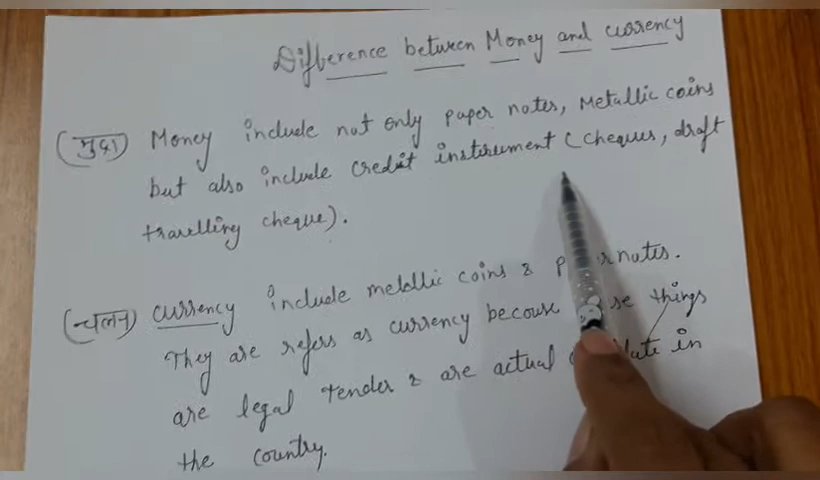 Difference between Money and currency
(मुद्रा) Money include not only paper notes, Metallic coins
but also include credit instrument (cheques, draft
travelling cheque).
(चलन) currency include metallic coins & notes.
They are refers as currency because things
are legal Tender & are actual in
the country.